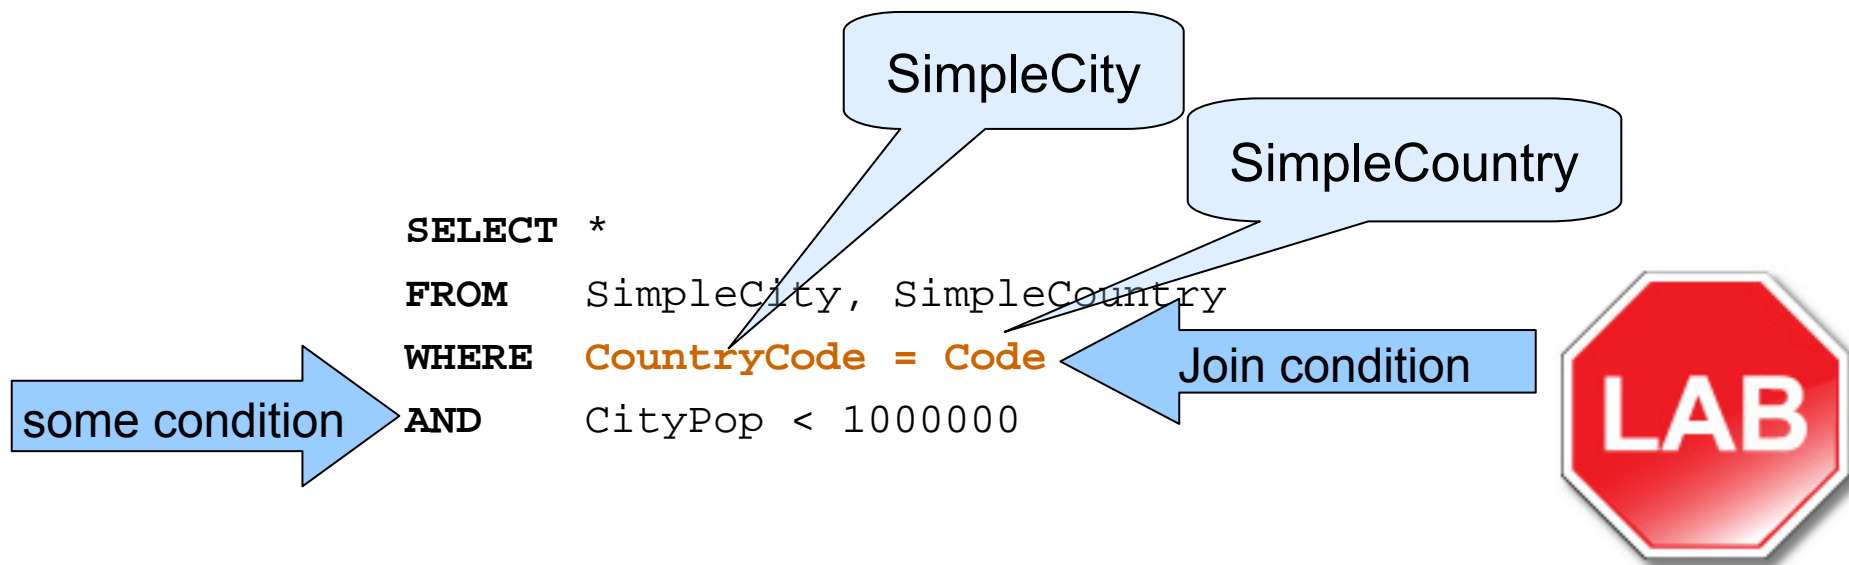 SimpleCity
SimpleCountry
SELECT *
FROM SimpleCity, SimpleCountry
WHERE CountryCode = Code
Join condition
some condition
AND CityPop < 1000000
LAB